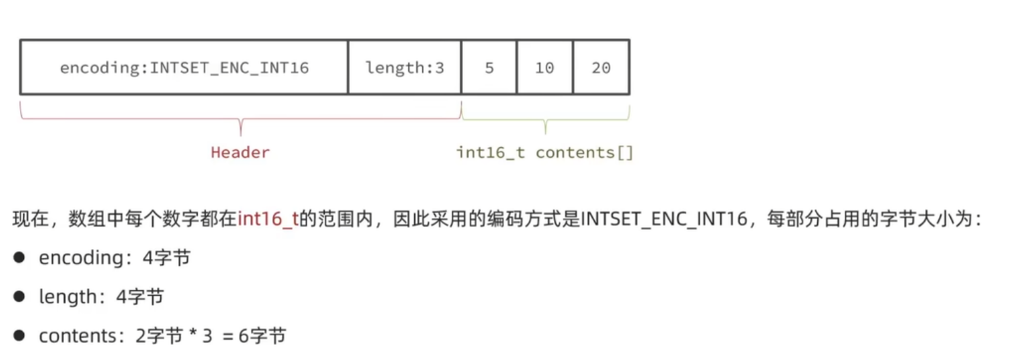 encoding:INTSET_ENC_INT16 length:3 5 10 20
Header int16_t contents[]
现在，数组中每个数字都在int16_t的范围内，因此采用的编码方式是INTSET_ENC_INT16，每部分占用的字节大小为：
● encoding：4字节
● length：4字节
● contents：2字节 * 3 = 6字节